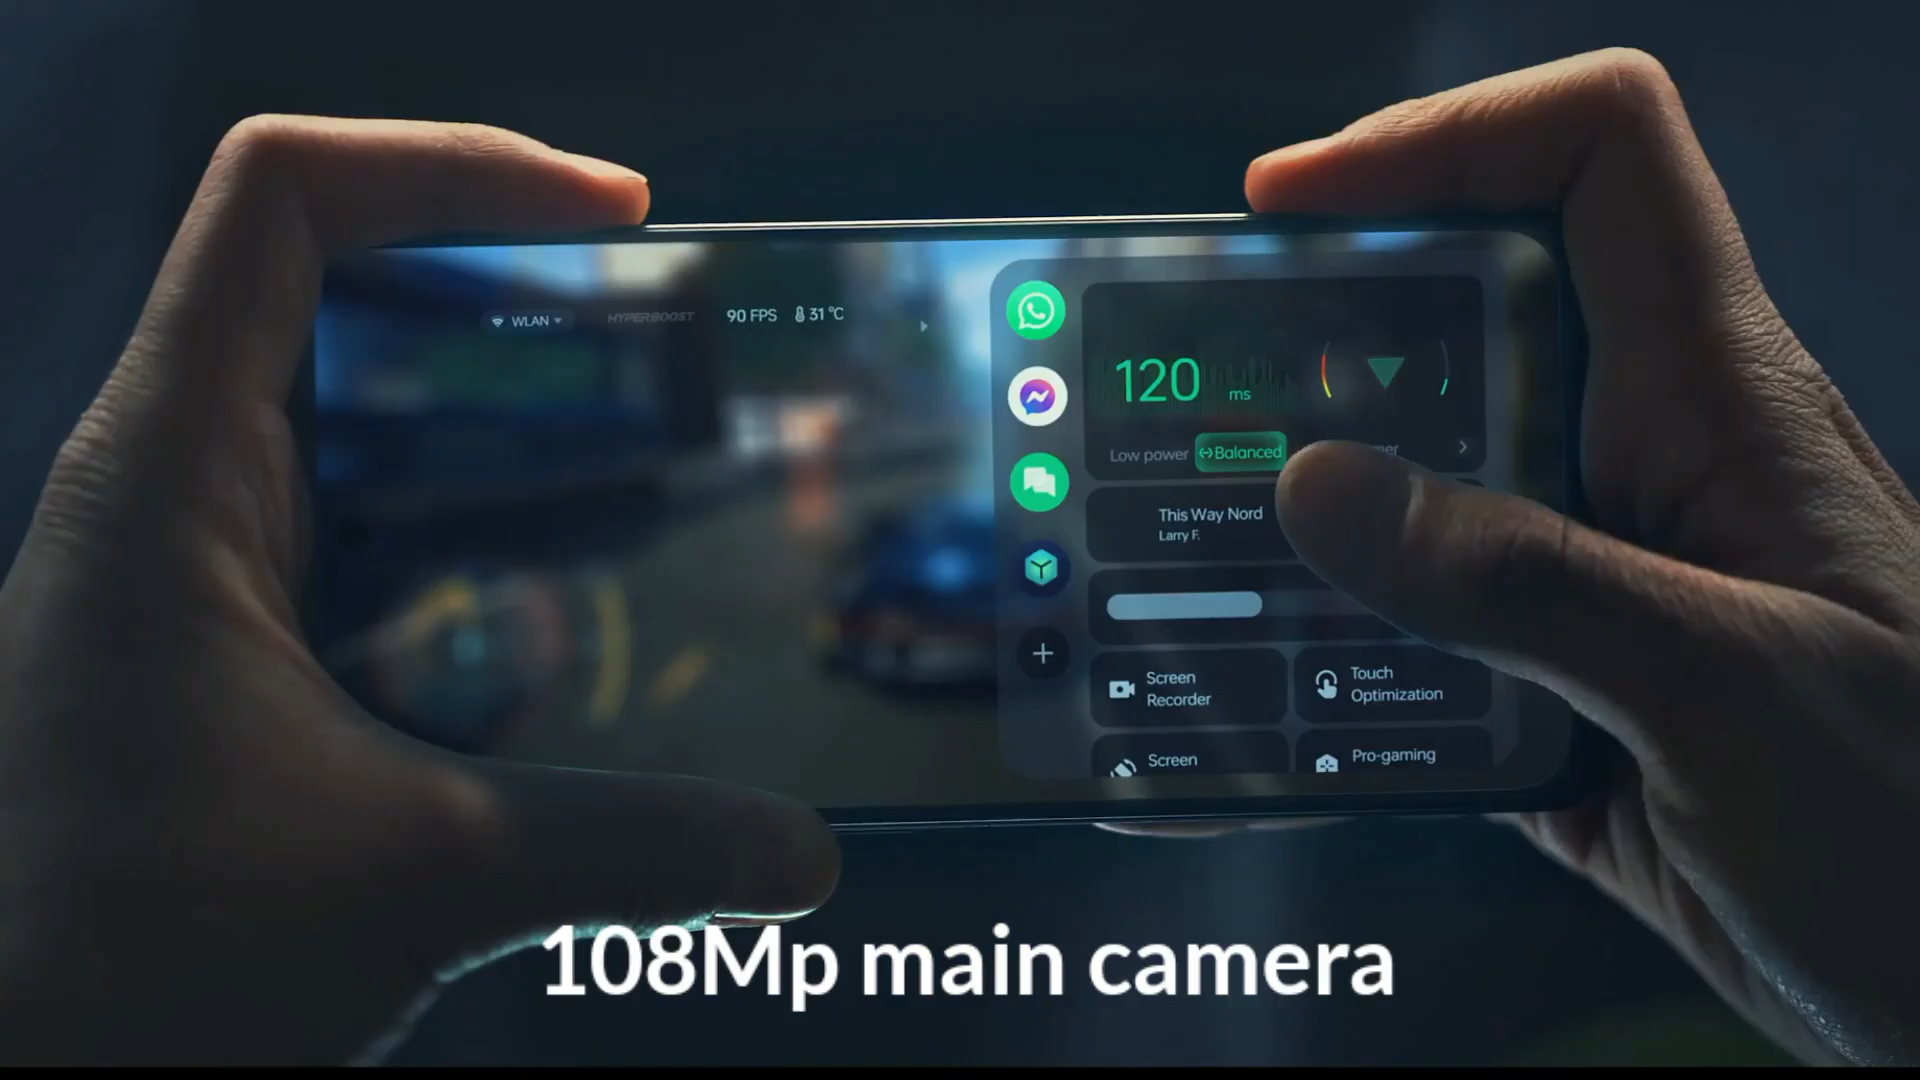 WLAN
HYPERBOOST
90 FPS
31 °C
120 ms
Low power
Balanced
This Way Nord
Larry F.
Screen
Recorder
Touch
Optimization
Screen
Pro-gaming
108Mp main camera